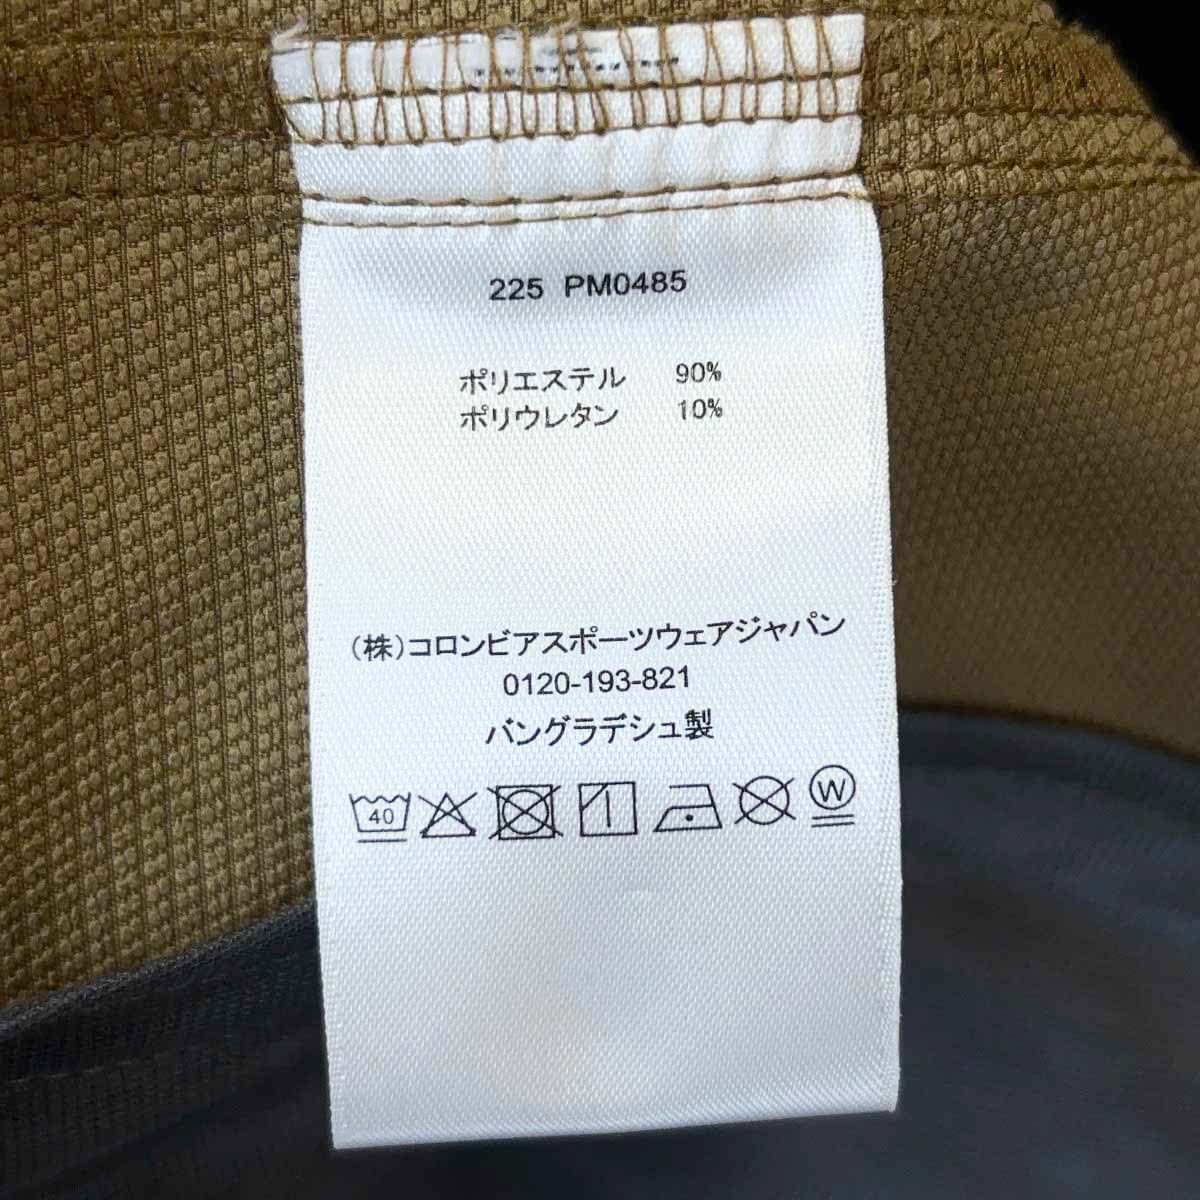 225 PM0485
ポリエステル 90%
ポリウレタン 10%
(株)コロンビアスポーツウェアジャパン
0120-193-821
バングラデシュ製
40 W